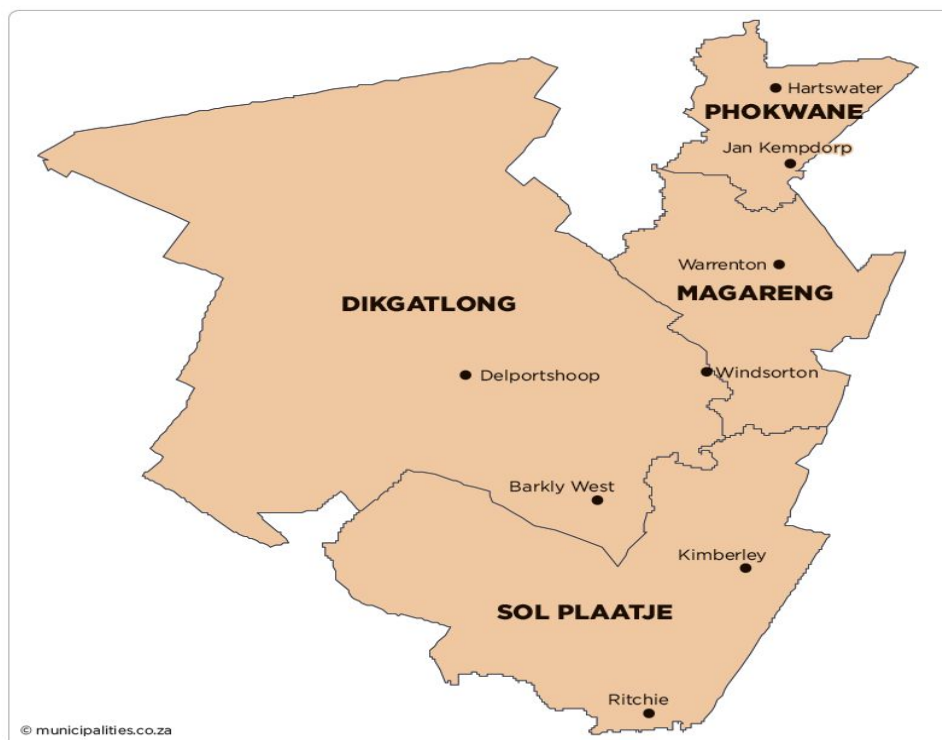 Hartswater
PHOKWANE
Jan Kempdorp
Warrenton
MAGARENG
DIKGATLONG
Windsorton
Delportshoop
Barkly West
Kimberley
SOL PLAATJE
Ritchie
© municipalities.co.za